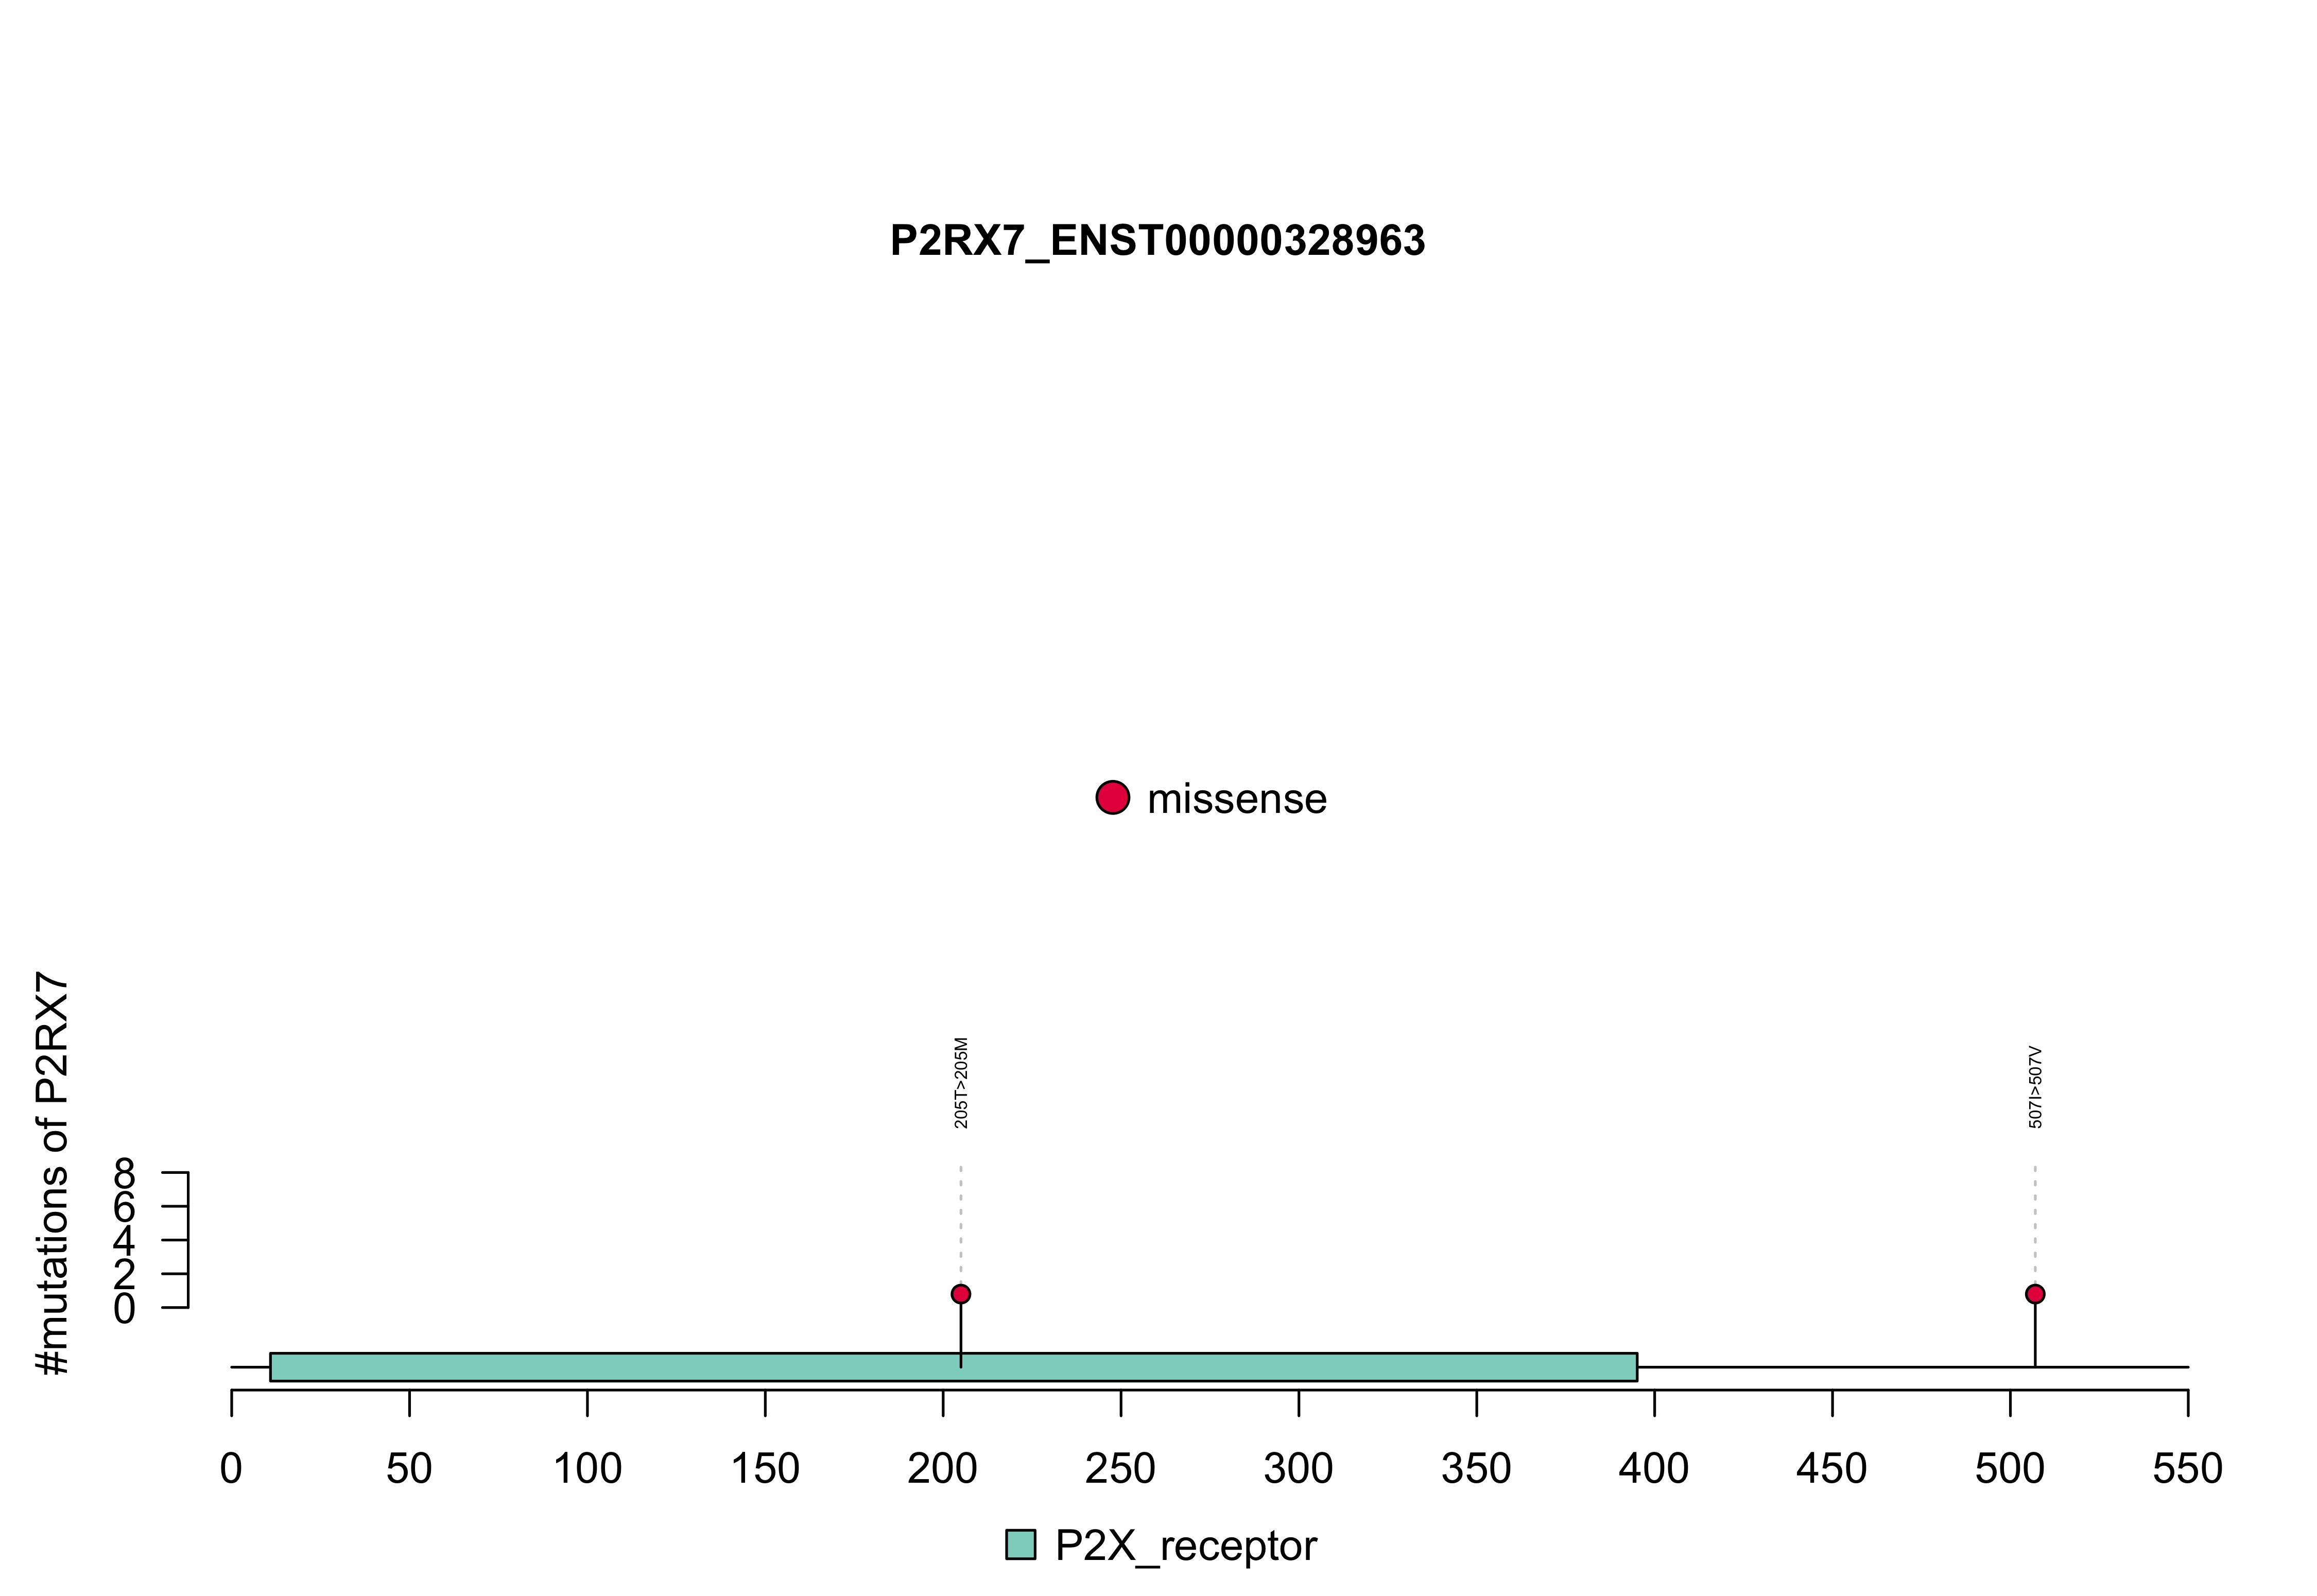 P2RX7_ENST00000328963
missense
#mutations of P2RX7
205T>205M
507I>507V
8
6
4
2
0
0 50 100 150 200 250 300 350 400 450 500 550
P2X_receptor